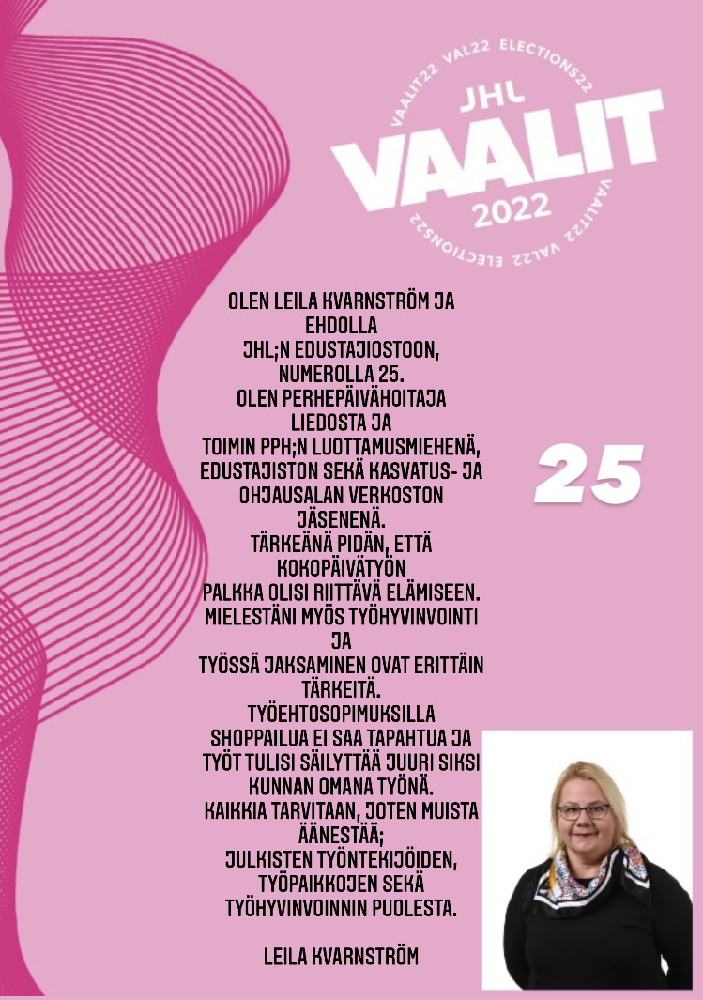 VAALIT22 VAL22 ELECTIONS22
JHL
VAALIT
2022
VAALIT22 VAL22 ELECTIONS22
OLEN LEILA KVARNSTRÖM JA
EHDOLLA
JHL;N EDUSTAJIOSTOON,
NUMEROLLA 25.
OLEN PERHEPÄIVÄHOITAJA
LIEDOSTA JA
TOIMIN PPH;N LUOTTAMUSMIEHENÄ,
EDUSTAJISTON SEKÄ KASVATUS- JA
OHJAUSALAN VERKOSTON
JÄSENENÄ.
TÄRKEÄNÄ PIDÄN, ETTÄ
KOKOPÄIVÄTYÖN
PALKKA OLISI RIITTÄVÄ ELÄMISEEN.
MIELESTÄNI MYÖS TYÖHYVINVOINTI
JA
TYÖSSÄ JAKSAMINEN OVAT ERITTÄIN
TÄRKEITÄ.
TYÖEHTOSOPIMUKSILLA
SHOPPAILUA EI SAA TAPAHTUA JA
TYÖT TULISI SÄILYTTÄÄ JUURI SIKSI
KUNNAN OMANA TYÖNÄ.
KAIKKIA TARVITAAN, JOTEN MUISTA
ÄÄNESTÄÄ;
JULKISTEN TYÖNTEKIJÖIDEN,
TYÖPAIKKOJEN SEKÄ
TYÖHYVINVOINNIN PUOLESTA.
LEILA KVARNSTRÖM
25